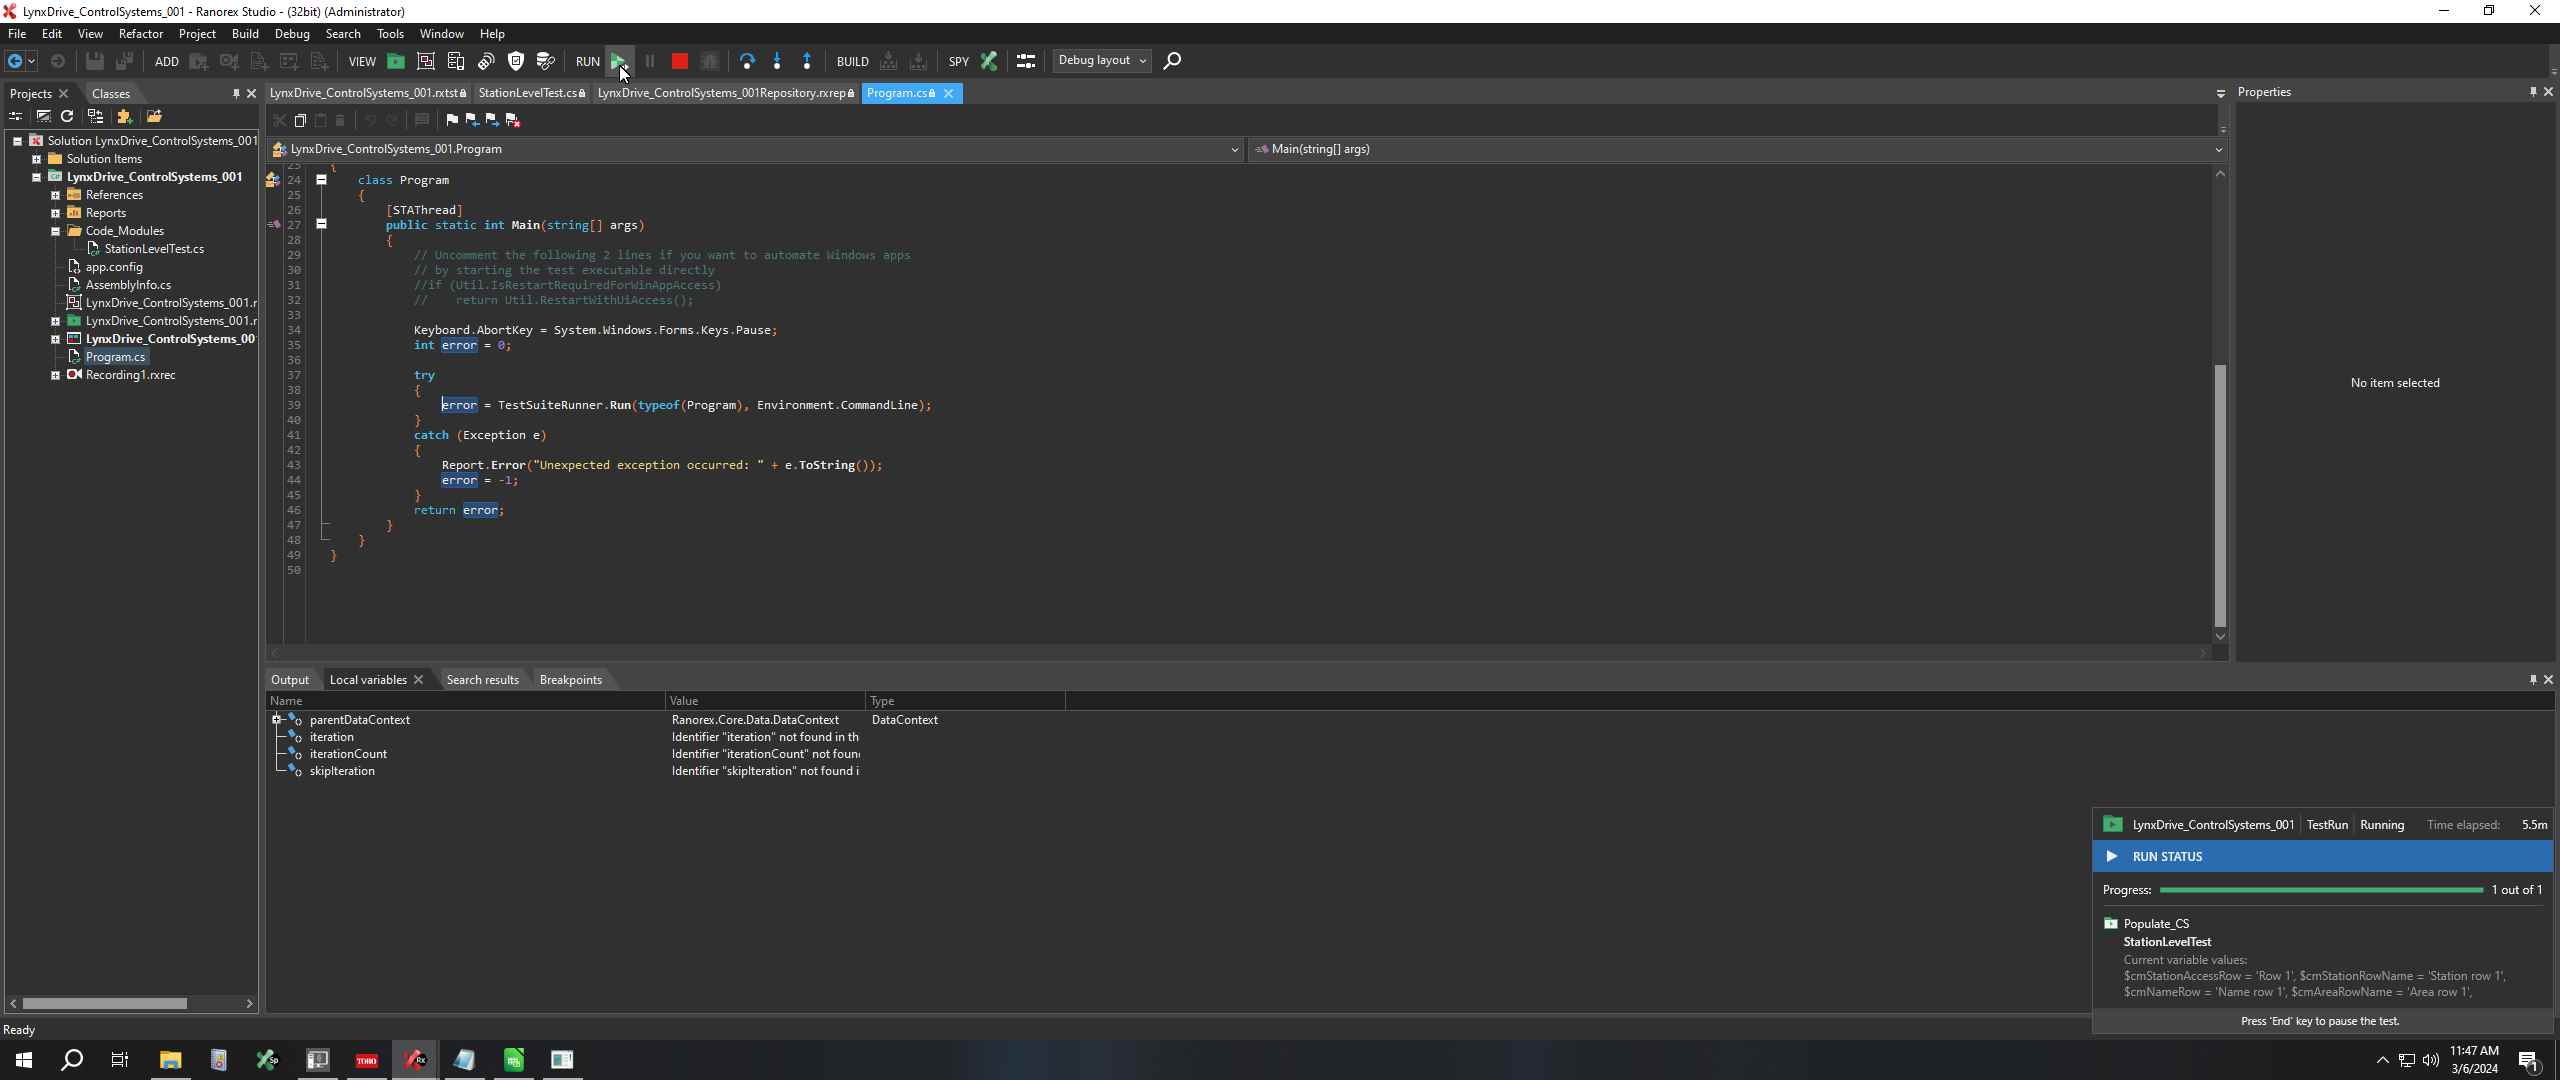 LynxDrive_ControlSystems_001 - Ranorex Studio - (32bit) (Administrator)
File Edit View Refactor Project Build Debug Search Tools Window Help
ADD VIEW RUN BUILD SPY Debug layout
Projects Classes
LynxDrive_ControlSystems_001.rxtst StationLevelTest.cs LynxDrive_ControlSystems_001Repository.rxrep Program.cs
Properties
LynxDrive_ControlSystems_001.Program Main(string[] args)
Solution LynxDrive_ControlSystems_001
Solution Items
LynxDrive_ControlSystems_001
References
Reports
Code_Modules
StationLevelTest.cs
app.config
AssemblyInfo.cs
LynxDrive_ControlSystems_001.r
LynxDrive_ControlSystems_001.r
LynxDrive_ControlSystems_00
Program.cs
Recording1.rxrec
23 {
24 class Program
25 {
26 [STAThread]
27 public static int Main(string[] args)
28 {
29 // Uncomment the following 2 lines if you want to automate Windows apps
30 // by starting the test executable directly
31 //if (Util.IsRestartRequiredForWinAppAccess)
32 // return Util.RestartWithUiAccess();
33
34 Keyboard.AbortKey = System.Windows.Forms.Keys.Pause;
35 int error = 0;
36
37 try
38 {
39 error = TestSuiteRunner.Run(typeof(Program), Environment.CommandLine);
40 }
41 catch (Exception e)
42 {
43 Report.Error("Unexpected exception occurred: " + e.ToString());
44 error = -1;
45 }
46 return error;
47 }
48 }
49 }
50
No item selected
Output Local variables Search results Breakpoints
Name Value Type
parentDataContext Ranorex.Core.Data.DataContext DataContext
iteration Identifier "iteration" not found in th
iterationCount Identifier "iterationCount" not foun
skipIteration Identifier "skipIteration" not found i
LynxDrive_ControlSystems_001 TestRun Running Time elapsed: 5.5m
RUN STATUS
Progress: 1 out of 1
Populate_CS
StationLevelTest
Current variable values:
$cmStationAccessRow = 'Row 1', $cmStationRowName = 'Station row 1',
$cmNameRow = 'Name row 1', $cmAreaRowName = 'Area row 1',
Press 'End' key to pause the test.
Ready
Sp
TOBO
Rx
11:47 AM
3/6/2024
1